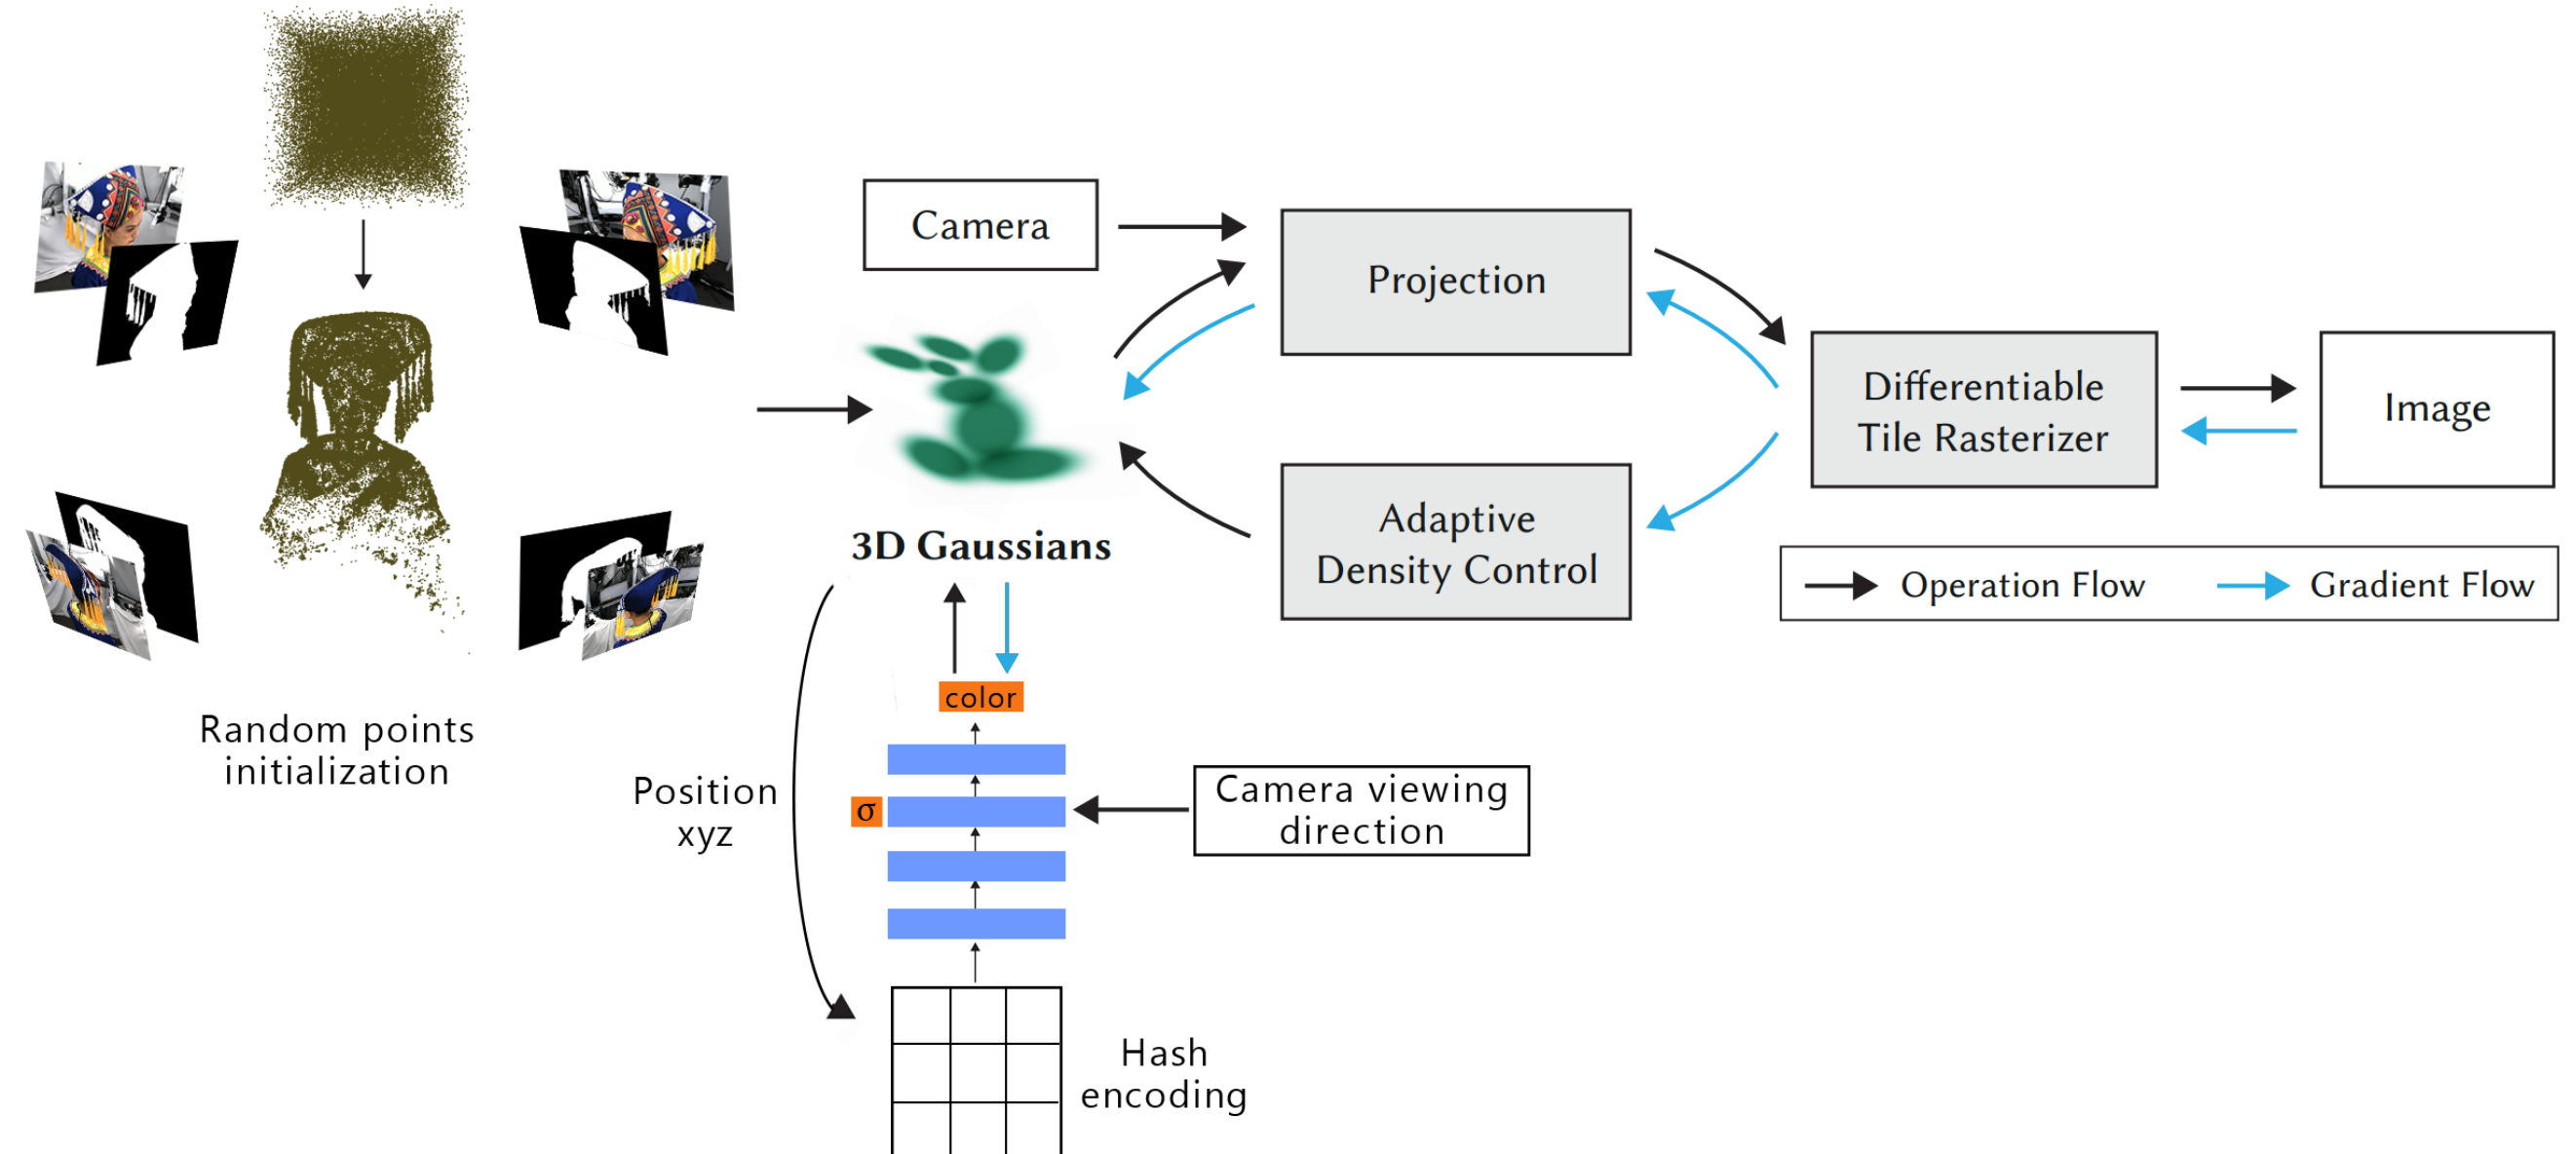 Random points
initialization
Camera
3D Gaussians
Projection
Adaptive
Density Control
Differentiable
Tile Rasterizer
Image
Operation Flow
Gradient Flow
color
σ
Position
xyz
Camera viewing
direction
Hash
encoding